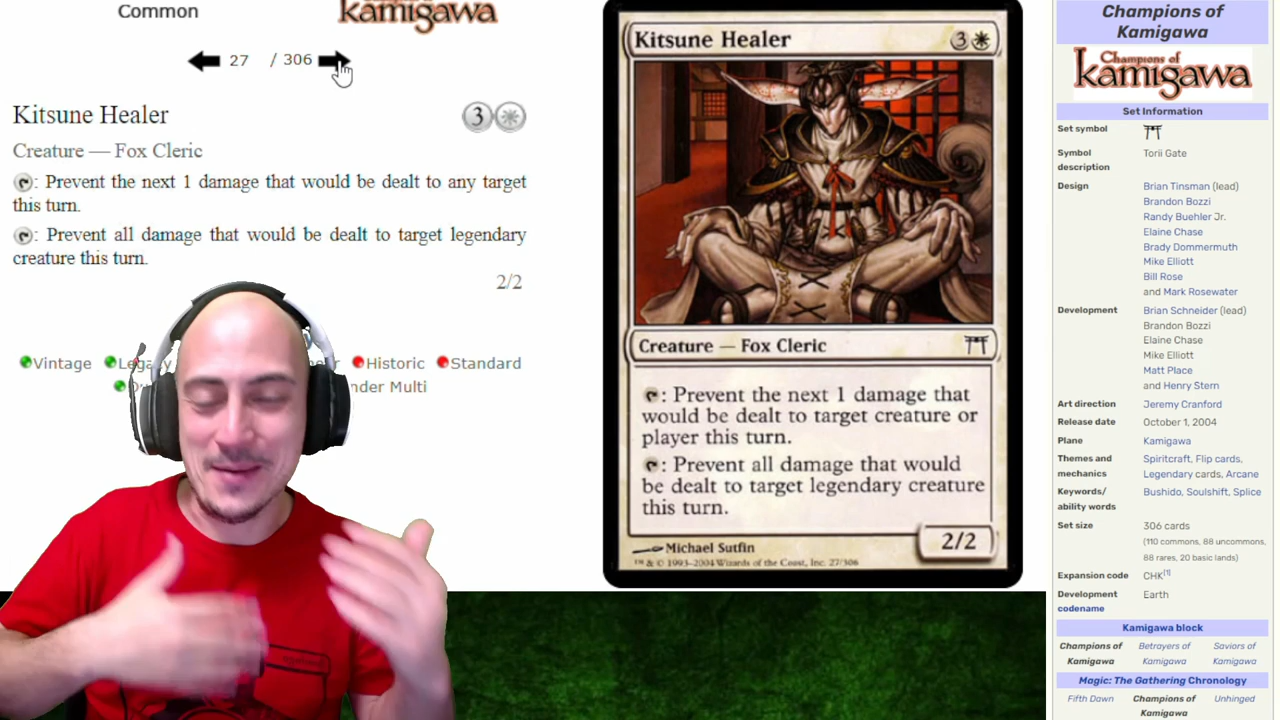 Common
Champions of
kamigawa
27 / 306
Kitsune Healer
3
Creature — Fox Cleric
: Prevent the next 1 damage that would be dealt to any target
this turn.
: Prevent all damage that would be dealt to target legendary
creature this turn.
2/2
Vintage
Historic
Standard
Multi
Kitsune Healer
3
Creature — Fox Cleric
: Prevent the next 1 damage that
would be dealt to target creature or
player this turn.
: Prevent all damage that would
be dealt to target legendary creature
this turn.
2/2
Michael Sutfin
™ & © 1993-2004 Wizards of the Coast, Inc. 27/306
Champions of
Kamigawa
Champions of
kamigawa
Set Information
Set symbol
Symbol description Torii Gate
Design Brian Tinsman (lead)
Brandon Bozzi
Randy Buehler Jr.
Elaine Chase
Brady Dommermuth
Mike Elliott
Bill Rose
and Mark Rosewater
Development Brian Schneider (lead)
Brandon Bozzi
Elaine Chase
Mike Elliott
Matt Place
and Henry Stern
Art direction Jeremy Cranford
Release date October 1, 2004
Plane Kamigawa
Themes and Spiritcraft, Flip cards,
mechanics Legendary cards, Arcane
Keywords/ Bushido, Soulshift, Splice
ability words
Set size 306 cards
(110 commons, 88 uncommons,
88 rares, 20 basic lands)
Expansion code CHK[1]
Development Earth
codename
Kamigawa block
Champions of Betrayers of Saviors of
Kamigawa Kamigawa Kamigawa
Magic: The Gathering Chronology
Fifth Dawn Champions of Unhinged
Kamigawa